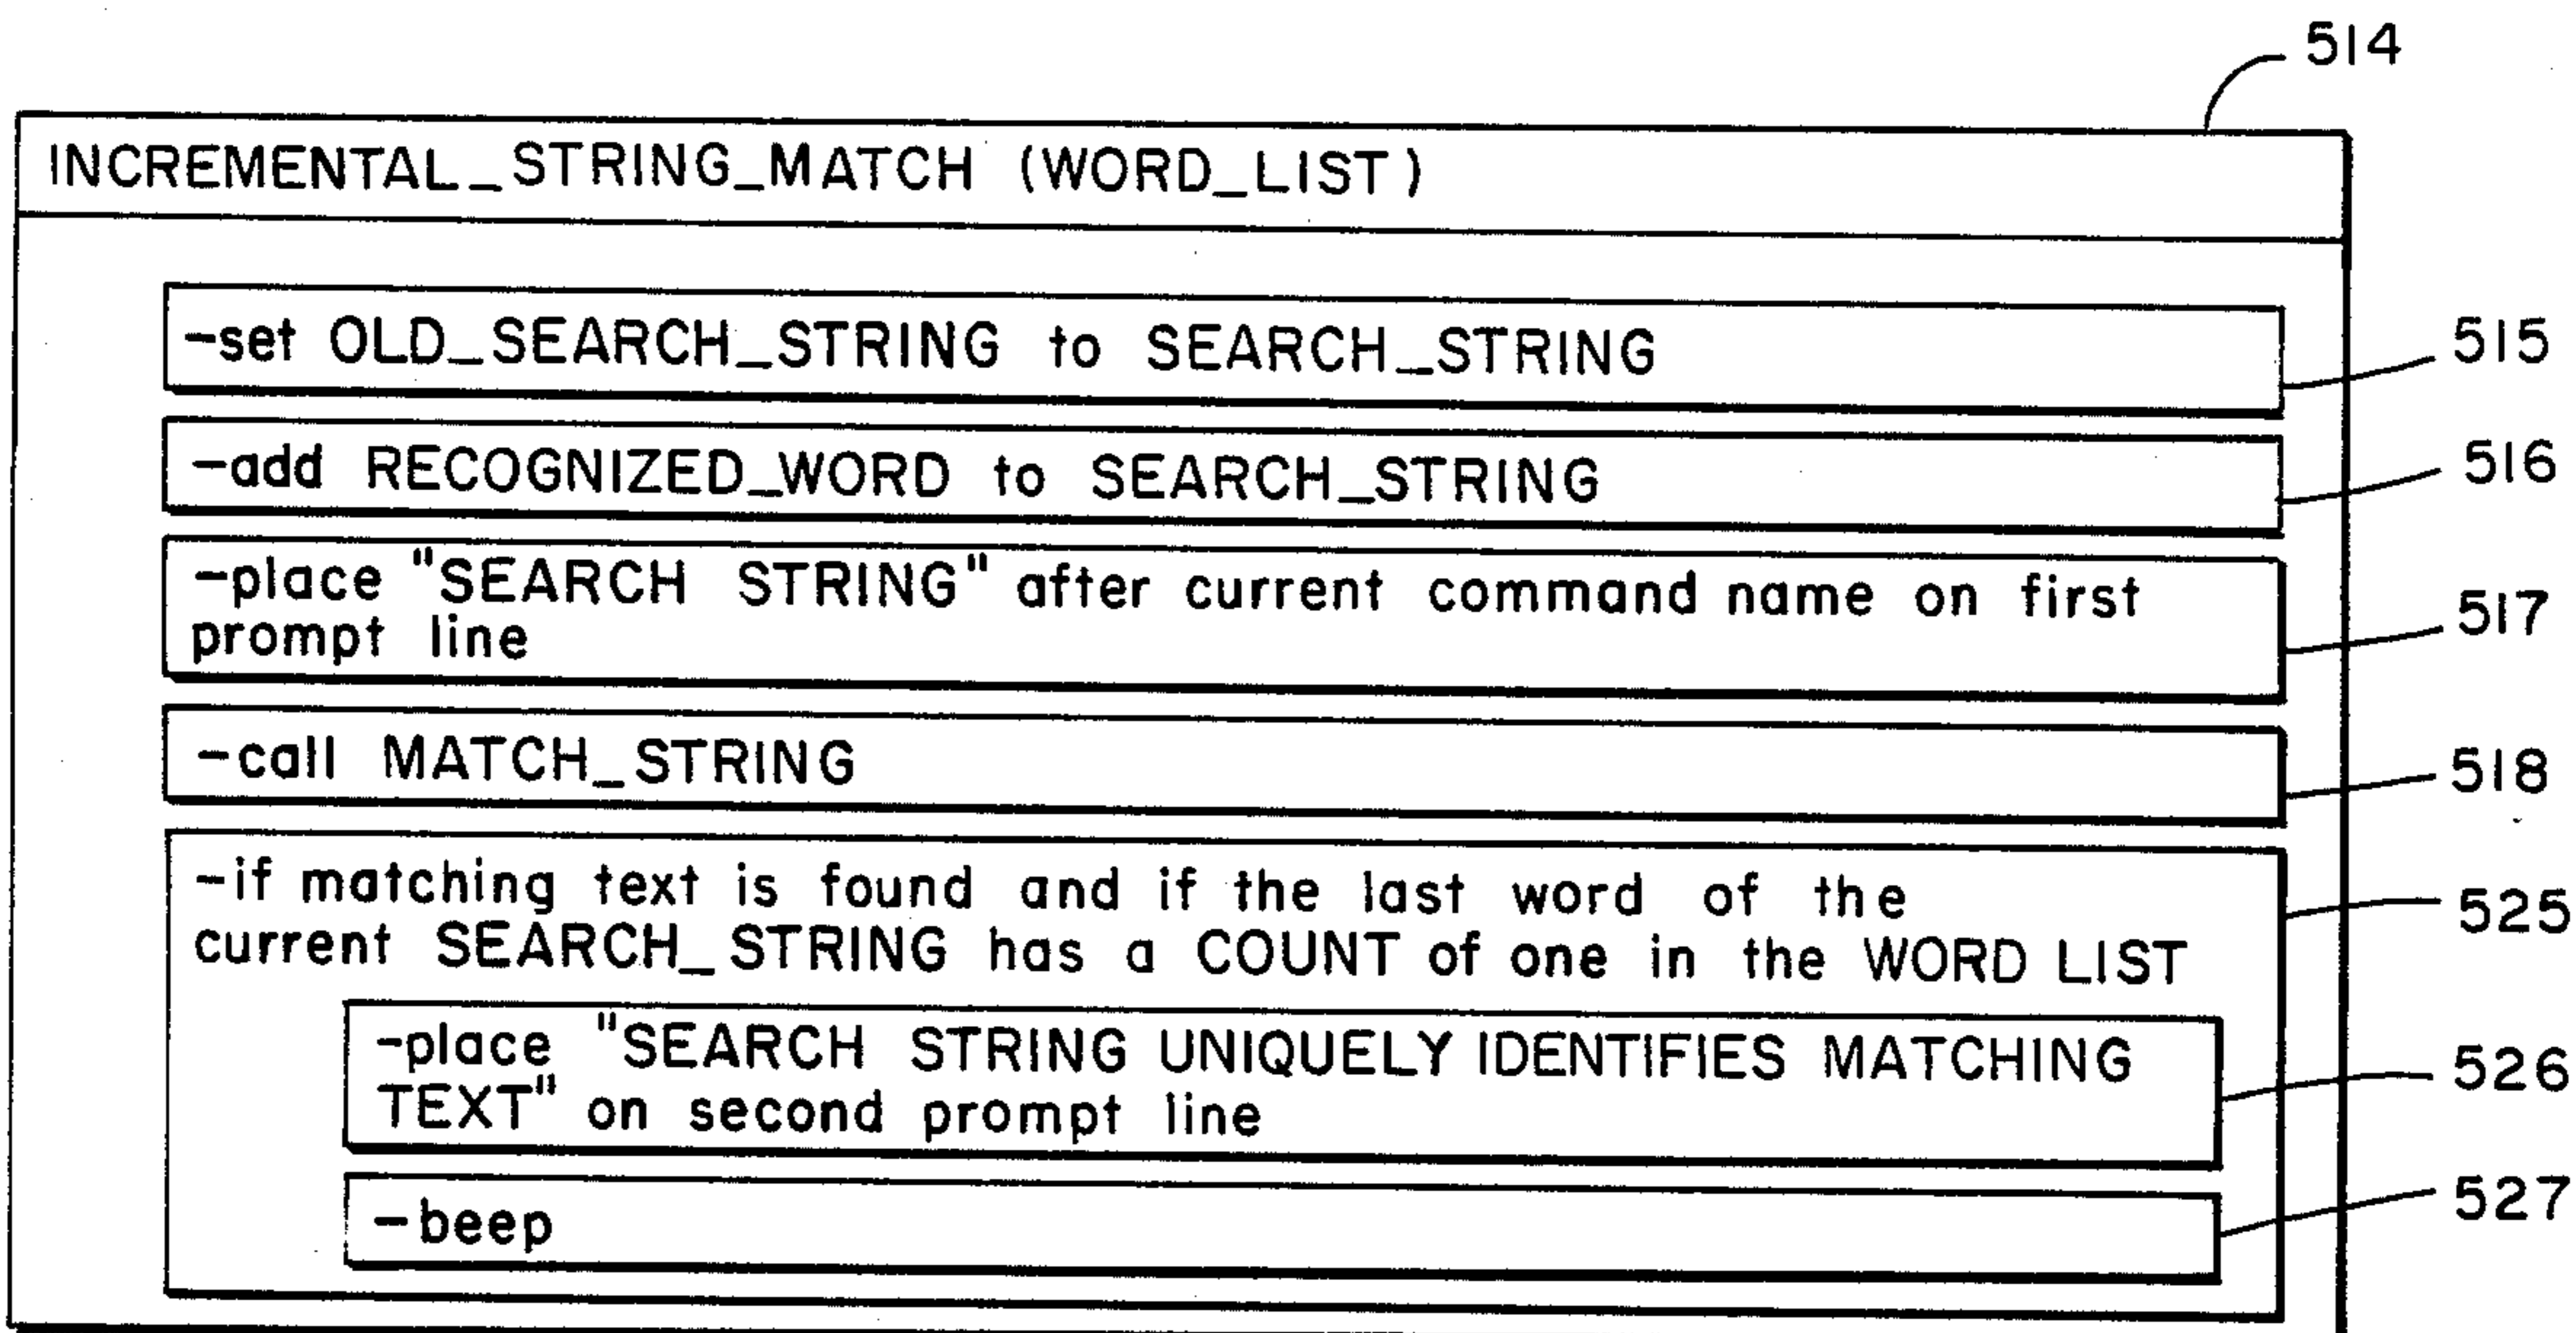 514
INCREMENTAL_STRING_MATCH (WORD_LIST)
-set OLD_SEARCH_STRING to SEARCH_STRING
515
-add RECOGNIZED_WORD to SEARCH_STRING
516
-place "SEARCH STRING" after current command name on first
prompt line
517
-call MATCH_STRING
518
-if matching text is found and if the last word of the
current SEARCH_STRING has a COUNT of one in the WORD LIST
525
-place "SEARCH STRING UNIQUELY IDENTIFIES MATCHING
TEXT" on second prompt line
526
-beep
527